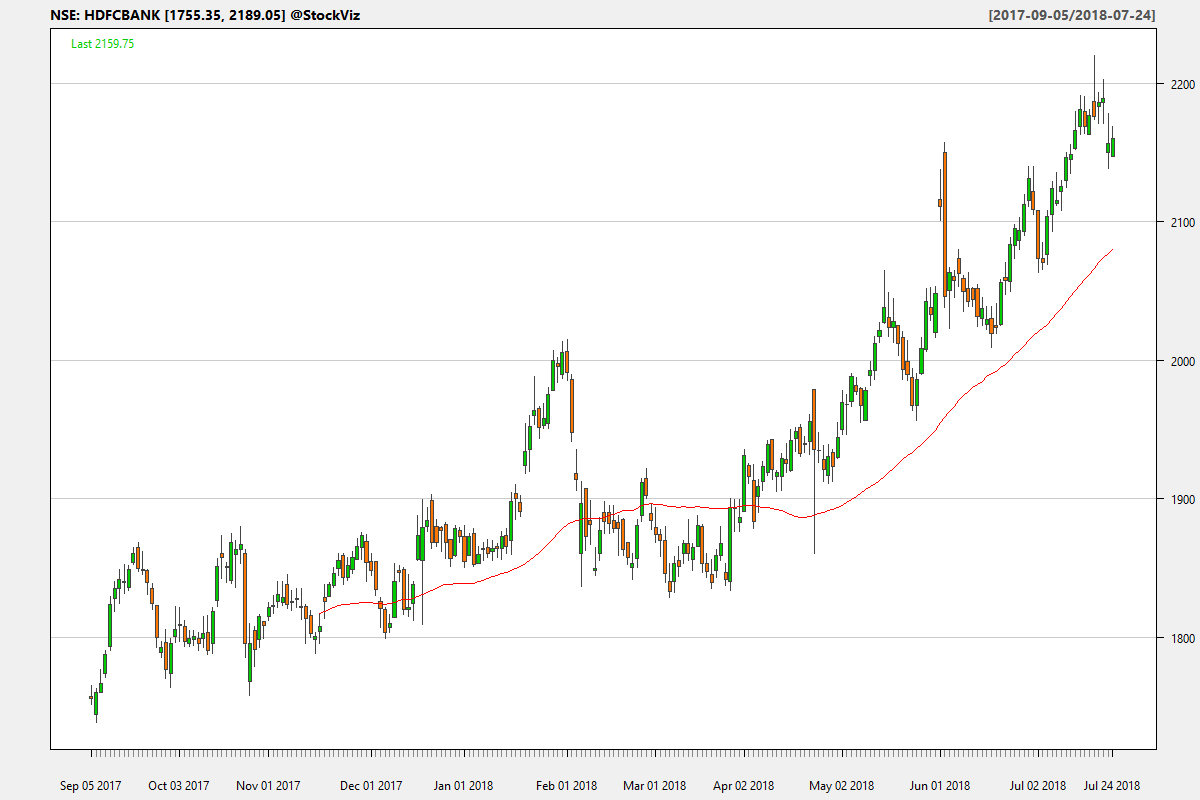 NSE: HDFCBANK [1755.35, 2189.05] @StockViz [2017-09-05/2018-07-24]
Last 2159.75
2200
2100
2000
1900
1800
Sep 05 2017 Oct 03 2017 Nov 01 2017 Dec 01 2017 Jan 01 2018 Feb 01 2018 Mar 01 2018 Apr 02 2018 May 02 2018 Jun 01 2018 Jul 02 2018 Jul 24 2018